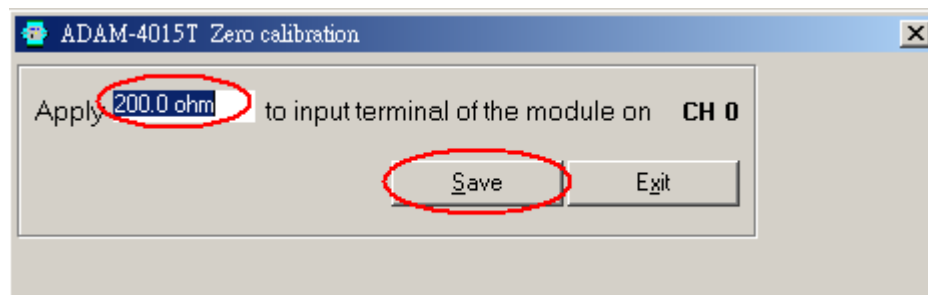 ADAM-4015T Zero calibration
Apply 200.0 ohm to input terminal of the module on CH 0
Save Exit